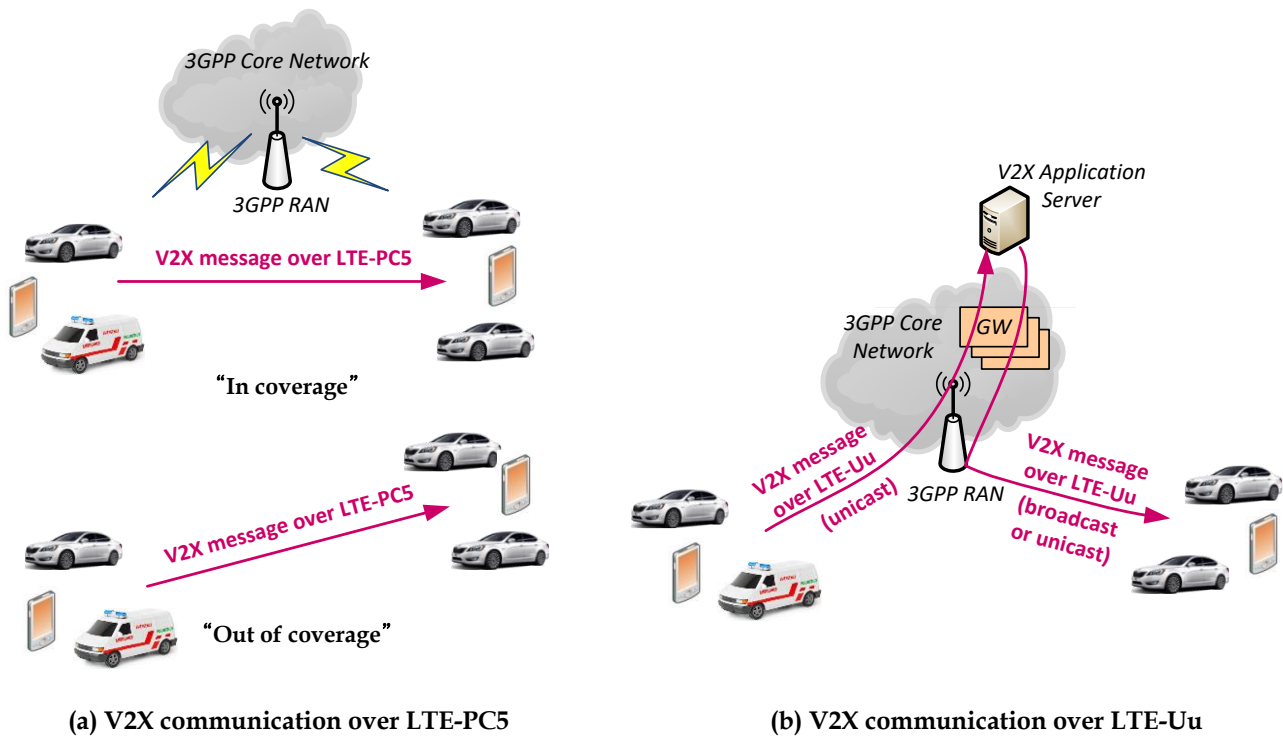 3GPP Core Network
3GPP RAN
V2X message over LTE-PC5
“In coverage”
V2X message over LTE-PC5
“Out of coverage”
(a) V2X communication over LTE-PC5
V2X Application
Server
3GPP Core
Network
GW
V2X message
over LTE-Uu
(unicast)
3GPP RAN
V2X message
over LTE-Uu
(broadcast
or unicast)
(b) V2X communication over LTE-Uu